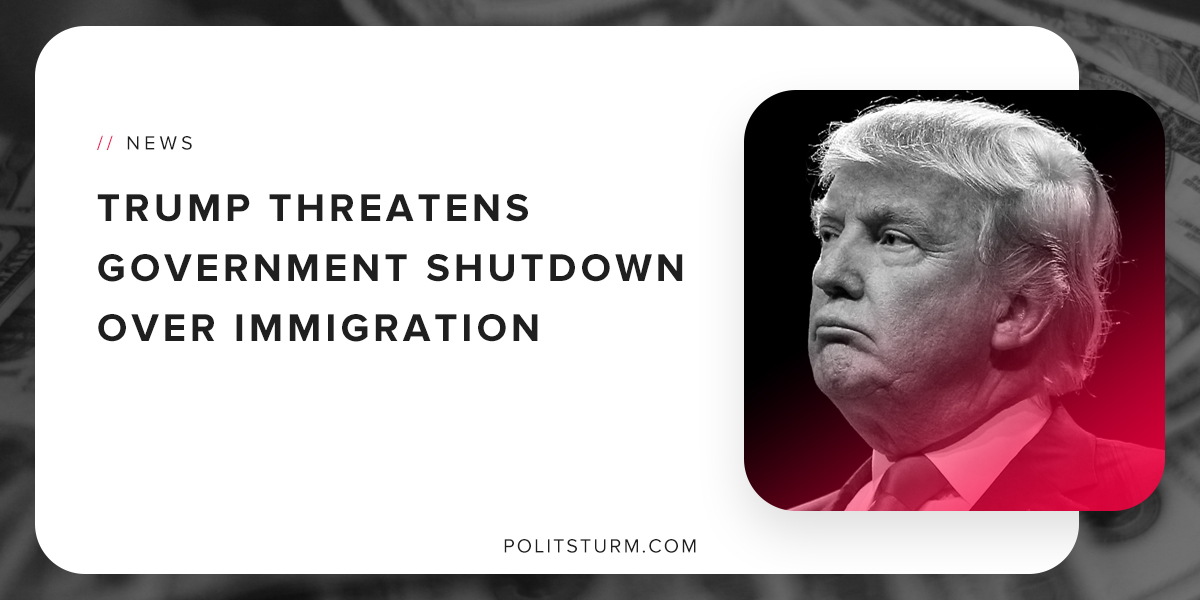 // NEWS
TRUMP THREATENS
GOVERNMENT SHUTDOWN
OVER IMMIGRATION
POLITSTURM.COM